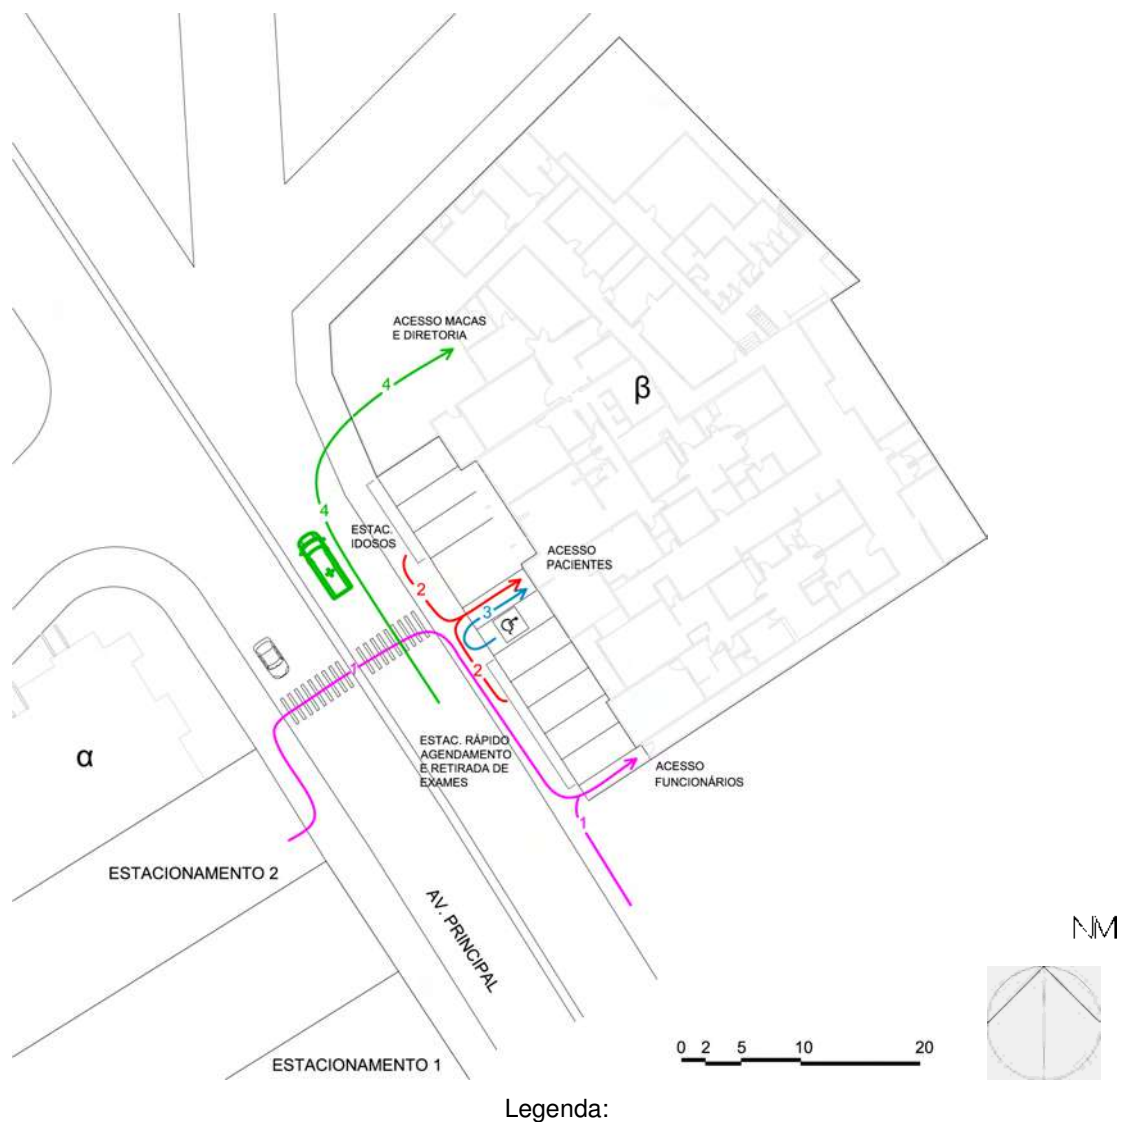 ACESSO MACAS
E DIRETORIA
4
β
4
ESTAC.
IDOSOS
ACESSO
PACIENTES
2
3
2
1
ESTAC. RÁPIDO
AGENDAMENTO
E RETIRADA DE
EXAMES
α
ACESSO
FUNCIONÁRIOS
1
ESTACIONAMENTO 2
AV. PRINCIPAL
NM
0 2 5 10 20
ESTACIONAMENTO 1
Legenda: